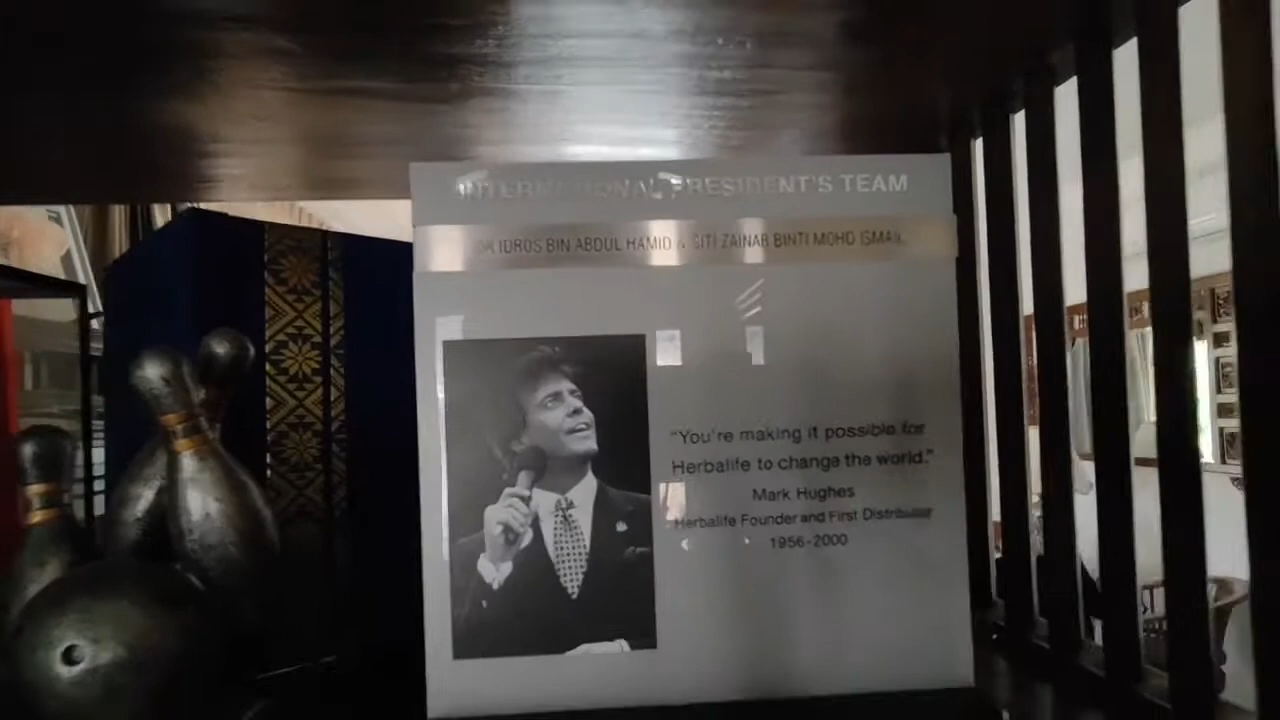 INTERNATIONAL PRESIDENT'S TEAM
DR IDROS BIN ABDUL HAMID & SITI ZAINAB BINTI MOHD ISMAIL
"You're making it possible for
Herbalife to change the world."
Mark Hughes
Herbalife Founder and First Distributor
1956-2000